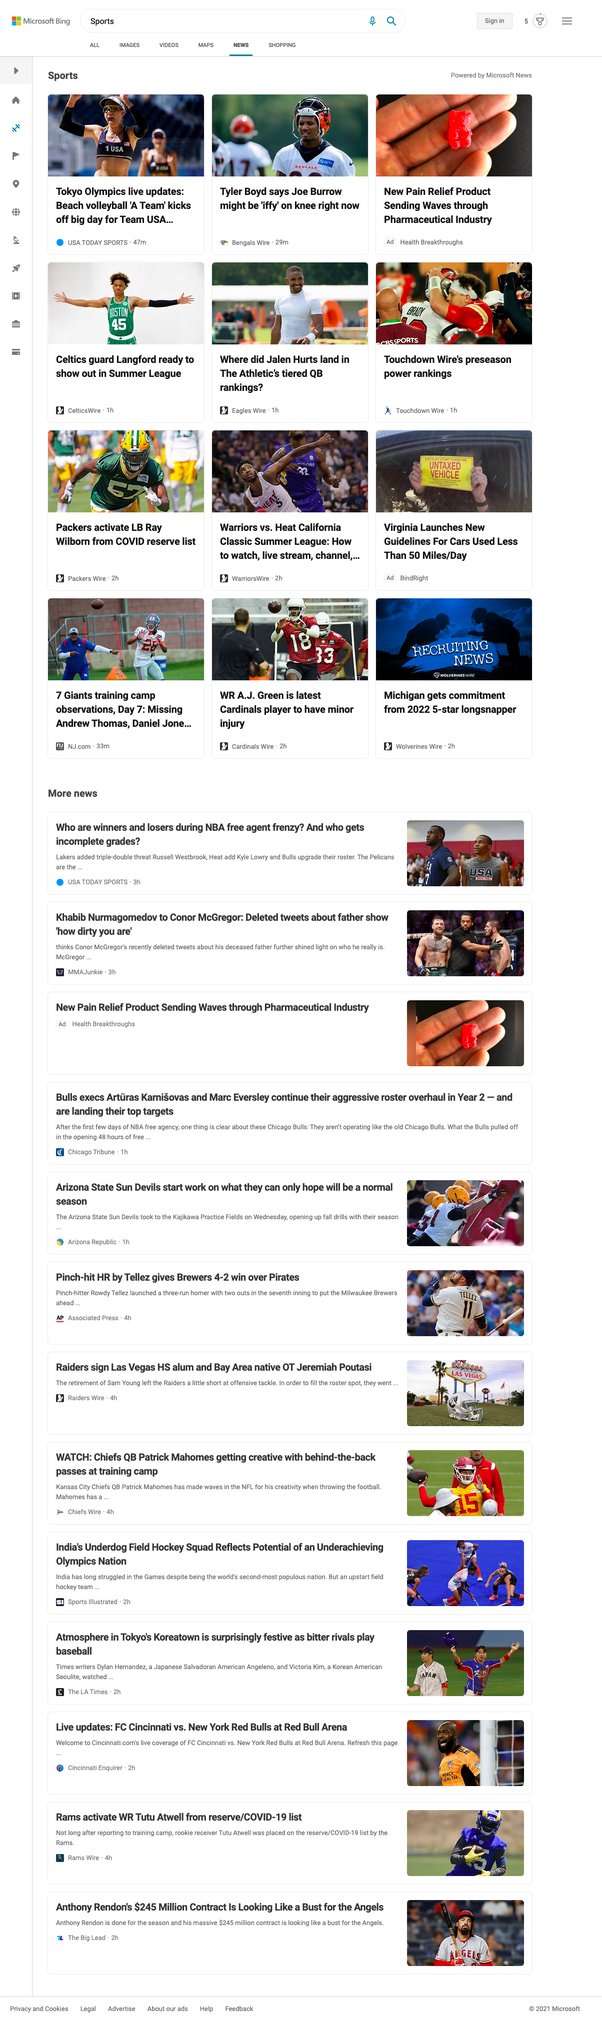 Microsoft Bing
Sports
Sign in
5
ALL
IMAGES
VIDEOS
MAPS
NEWS
SHOPPING
Sports
Powered by Microsoft News
Tokyo Olympics live updates:
Beach volleyball 'A Team' kicks
off big day for Team USA...
USA TODAY SPORTS · 47m
Tyler Boyd says Joe Burrow
might be 'iffy' on knee right now
Bengals Wire · 29m
New Pain Relief Product
Sending Waves through
Pharmaceutical Industry
Ad Health Breakthroughs
BOSTON
45
Celtics guard Langford ready to
show out in Summer League
CelticsWire · 1h
Where did Jalen Hurts land in
The Athletic's tiered QB
rankings?
Eagles Wire · 1h
BRADY
CBS SPORTS
Touchdown Wire's preseason
power rankings
Touchdown Wire · 1h
57
Packers activate LB Ray
Wilborn from COVID reserve list
Packers Wire · 2h
Warriors vs. Heat California
Classic Summer League: How
to watch, live stream, channel,...
WarriorsWire · 2h
UNTAXED
VEHICLE
Virginia Launches New
Guidelines For Cars Used Less
Than 50 Miles/Day
Ad BindRight
7 Giants training camp
observations, Day 7: Missing
Andrew Thomas, Daniel Jone...
NJ.com · 33m
18
33
WR A.J. Green is latest
Cardinals player to have minor
injury
Cardinals Wire · 2h
RECRUITING
NEWS
WOLVERINES WIRE
Michigan gets commitment
from 2022 5-star longsnapper
Wolverines Wire · 2h
More news
Who are winners and losers during NBA free agent frenzy? And who gets
incomplete grades?
Lakers added triple-double threat Russell Westbrook, Heat add Kyle Lowry and Bulls upgrade their roster. The Pelicans
are the ...
USA TODAY SPORTS · 3h
USA
Khabib Nurmagomedov to Conor McGregor: Deleted tweets about father show
'how dirty you are'
thinks Conor McGregor's recently deleted tweets about his deceased father further shined light on who he really is.
McGregor ...
MMAJunkie · 3h
New Pain Relief Product Sending Waves through Pharmaceutical Industry
Ad Health Breakthroughs
Bulls execs Artūras Karnišovas and Marc Eversley continue their aggressive roster overhaul in Year 2 — and
are landing their top targets
After the first few days of NBA free agency, one thing is clear about these Chicago Bulls: They aren't operating like the old Chicago Bulls. What the Bulls pulled off
in the opening 48 hours of free ...
Chicago Tribune · 1h
Arizona State Sun Devils start work on what they can only hope will be a normal
season
The Arizona State Sun Devils took to the Kajikawa Practice Fields on Wednesday, opening up fall drills with their season
...
Arizona Republic · 1h
Pinch-hit HR by Tellez gives Brewers 4-2 win over Pirates
Pinch-hitter Rowdy Tellez launched a three-run homer with two outs in the seventh inning to put the Milwaukee Brewers
ahead ...
AP Associated Press · 4h
TELLEZ
11
Raiders sign Las Vegas HS alum and Bay Area native OT Jeremiah Poutasi
The retirement of Sam Young left the Raiders a little short at offensive tackle. In order to fill the roster spot, they went ...
Raiders Wire · 4h
LAS VEGAS
WATCH: Chiefs QB Patrick Mahomes getting creative with behind-the-back
passes at training camp
Kansas City Chiefs QB Patrick Mahomes has made waves in the NFL for his creativity when throwing the football.
Mahomes has a ...
Chiefs Wire · 4h
15
India's Underdog Field Hockey Squad Reflects Potential of an Underachieving
Olympics Nation
India has long struggled in the Games despite being the world's second-most populous nation. But an upstart field
hockey team ...
Sports Illustrated · 2h
Atmosphere in Tokyo's Koreatown is surprisingly festive as bitter rivals play
baseball
Times writers Dylan Hernandez, a Japanese Salvadoran American Angeleno, and Victoria Kim, a Korean American
Seoulite, watched ...
The LA Times · 2h
JAPAN
Live updates: FC Cincinnati vs. New York Red Bulls at Red Bull Arena
Welcome to Cincinnati.com's live coverage of FC Cincinnati vs. New York Red Bulls at Red Bull Arena. Refresh this page
...
Cincinnati Enquirer · 2h
Rams activate WR Tutu Atwell from reserve/COVID-19 list
Not long after reporting to training camp, rookie receiver Tutu Atwell was placed on the reserve/COVID-19 list by the
Rams.
Rams Wire · 4h
Anthony Rendon's $245 Million Contract Is Looking Like a Bust for the Angels
Anthony Rendon is done for the season and his massive $245 million contract is looking like a bust for the Angels.
The Big Lead · 2h
ANGELS
Privacy and Cookies
Legal
Advertise
About our ads
Help
Feedback
© 2021 Microsoft